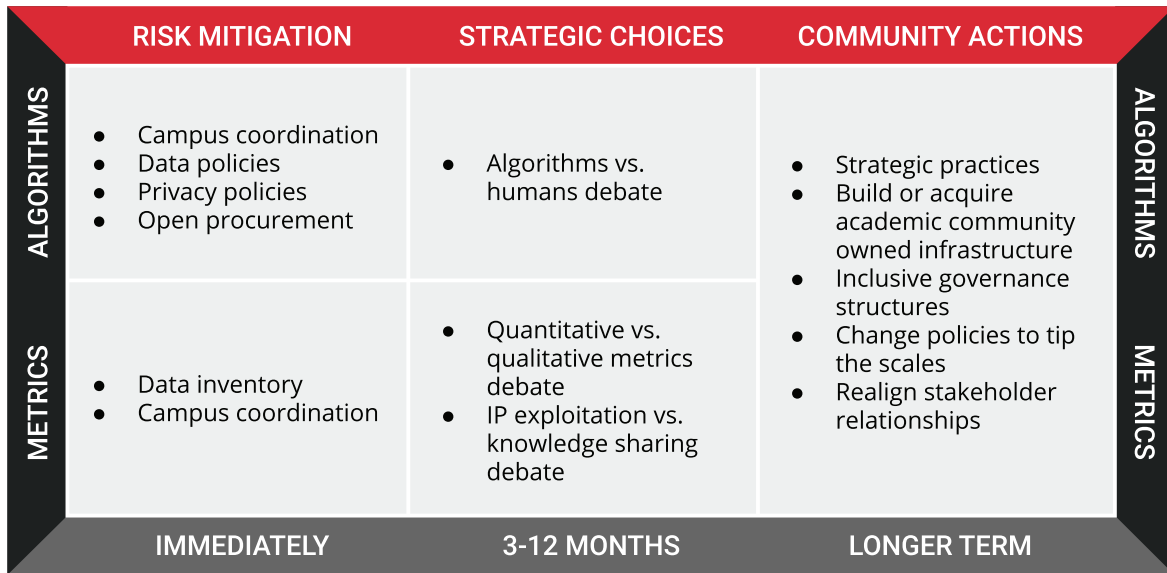 RISK MITIGATION
STRATEGIC CHOICES
COMMUNITY ACTIONS
ALGORITHMS
● Campus coordination
● Data policies
● Privacy policies
● Open procurement
● Algorithms vs.
humans debate
METRICS
● Data inventory
● Campus coordination
● Quantitative vs.
qualitative metrics
debate
● IP exploitation vs.
knowledge sharing
debate
● Strategic practices
● Build or acquire
academic community
owned infrastructure
● Inclusive governance
structures
● Change policies to tip
the scales
● Realign stakeholder
relationships
ALGORITHMS
METRICS
IMMEDIATELY
3-12 MONTHS
LONGER TERM